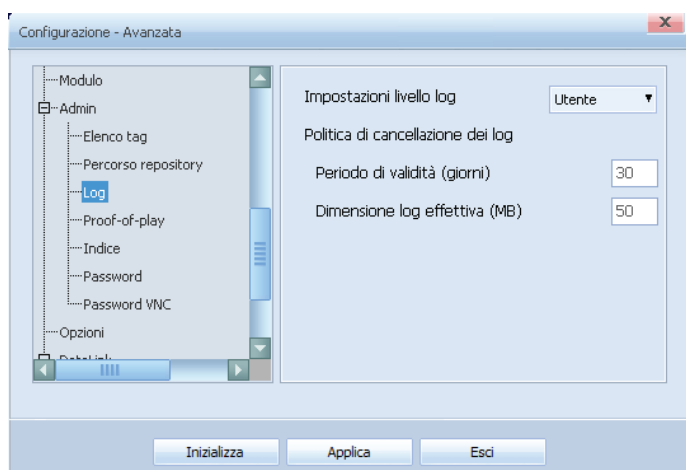 Configurazione - Avanzata
Modulo
Admin
Elenco tag
Percorso repository
Log
Proof-of-play
Indice
Password
Password VNC
Opzioni
DataLink
Impostazioni livello log Utente
Politica di cancellazione dei log
Periodo di validità (giorni) 30
Dimensione log effettiva (MB) 50
Inizializza Applica Esci